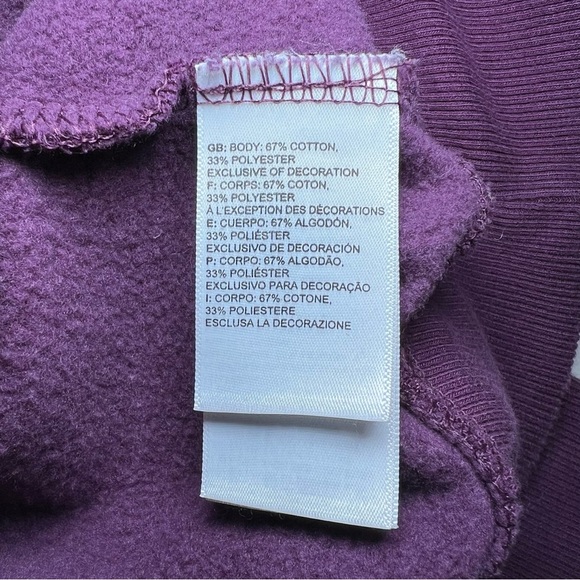 GB: BODY: 67% COTTON,
33% POLYESTER
EXCLUSIVE OF DECORATION
F: CORPS: 67% COTON,
33% POLYESTER
À L'EXCEPTION DES DÉCORATIONS
E: CUERPO: 67% ALGODÓN,
33% POLIÉSTER
EXCLUSIVO DE DECORACIÓN
P: CORPO: 67% ALGODÃO,
33% POLIÉSTER
EXCLUSIVO PARA DECORAÇÃO
I: CORPO: 67% COTONE,
33% POLIESTERE
ESCLUSA LA DECORAZIONE